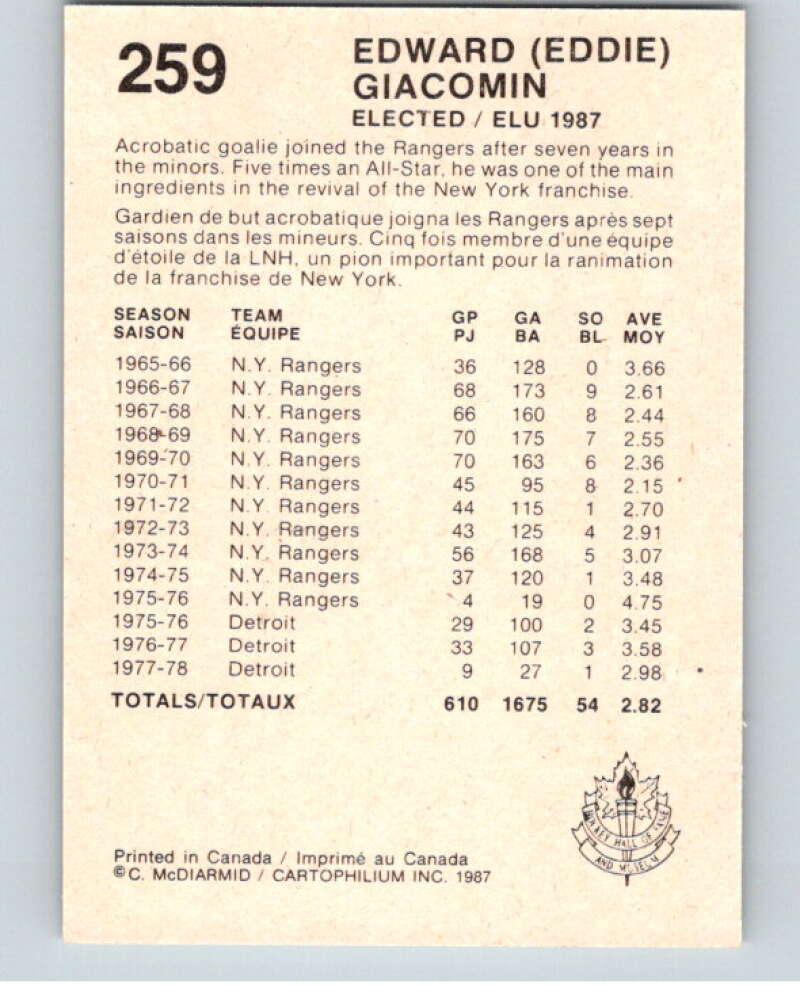 259
EDWARD (EDDIE)
GIACOMIN
ELECTED / ELU 1987
Acrobatic goalie joined the Rangers after seven years in
the minors. Five times an All-Star, he was one of the main
ingredients in the revival of the New York franchise.
Gardien de but acrobatique joigna les Rangers après sept
saisons dans les mineurs. Cinq fois membre d'une équipe
d'étoile de la LNH, un pion important pour la ranimation
de la franchise de New York.
SEASON TEAM GP GA SO AVE
SAISON ÉQUIPE PJ BA BL MOY
1965-66 N.Y. Rangers 36 128 0 3.66
1966-67 N.Y. Rangers 68 173 9 2.61
1967-68 N.Y. Rangers 66 160 8 2.44
1968-69 N.Y. Rangers 70 175 7 2.55
1969-70 N.Y. Rangers 70 163 6 2.36
1970-71 N.Y. Rangers 45 95 8 2.15
1971-72 N.Y. Rangers 44 115 1 2.70
1972-73 N.Y. Rangers 43 125 4 2.91
1973-74 N.Y. Rangers 56 168 5 3.07
1974-75 N.Y. Rangers 37 120 1 3.48
1975-76 N.Y. Rangers 4 19 0 4.75
1975-76 Detroit 29 100 2 3.45
1976-77 Detroit 33 107 3 3.58
1977-78 Detroit 9 27 1 2.98
TOTALS/TOTAUX 610 1675 54 2.82
HOCKEY HALL OF FAME
AND MUSEUM
Printed in Canada / Imprimé au Canada
©C. McDIARMID / CARTOPHILIUM INC. 1987